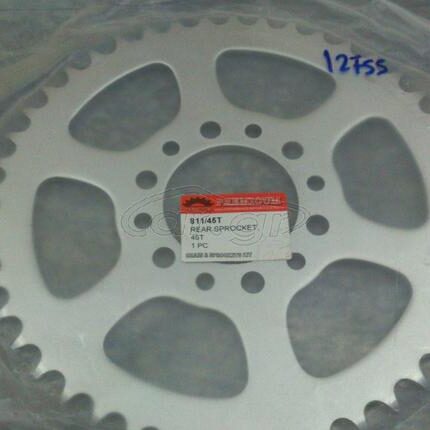 12755
811/45T
REAR SPROCKET
45T
1 PC
CHAIN & SPROCKETS KIT